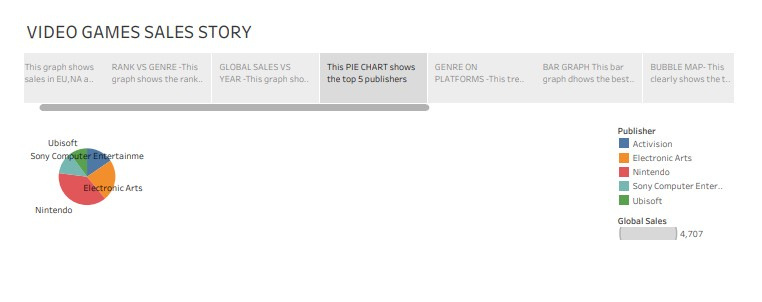 VIDEO GAMES SALES STORY
This graph shows
sales in EU,NA a..
RANK VS GENRE -This
graph shows the rank..
GLOBAL SALES VS
YEAR -This graph sho..
This PIE CHART shows
the top 5 publishers
GENRE ON
PLATFORMS -This tre..
BAR GRAPH This bar
graph dhows the best..
BUBBLE MAP- This
clearly shows the t..
Ubisoft
Sony Computer Entertainme
Electronic Arts
Nintendo
Publisher
Activision
Electronic Arts
Nintendo
Sony Computer Enter..
Ubisoft
Global Sales
4,707